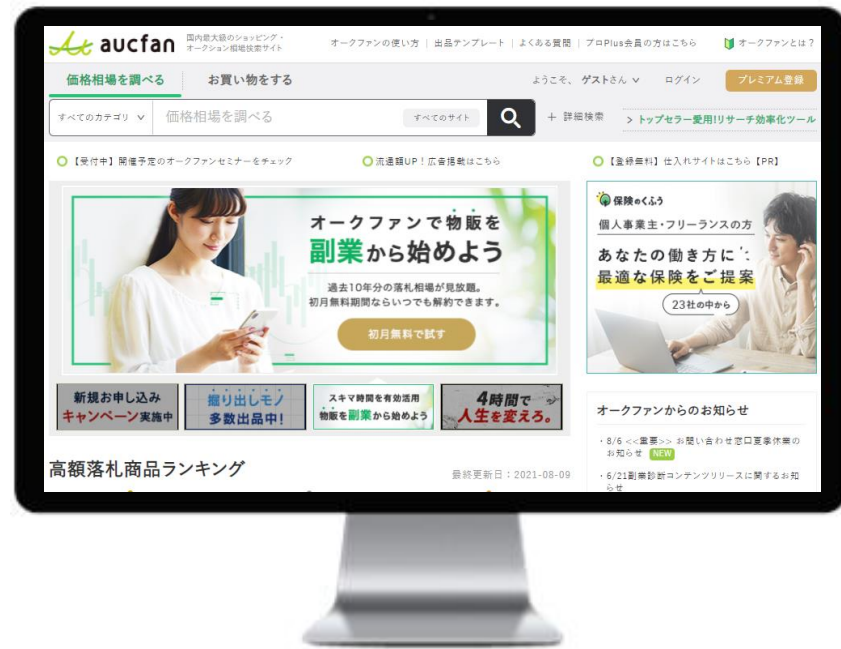 aucfan
国内最大級のショッピング・
オークション相場検索サイト
オークファンの使い方 | 出品テンプレート | よくある質問 | プロPlus会員の方はこちら
オークファンとは?
価格相場を調べる
お買い物をする
ようこそ、 ゲストさん
ログイン
プレミアム登録
すべてのカテゴリ
価格相場を調べる
すべてのサイト
+ 詳細検索
> トップセラー愛用!リサーチ効率化ツール
【受付中】開催予定のオークファンセミナーをチェック
流通額UP!広告掲載はこちら
【登録無料】仕入れサイトはこちら【PR】
オークファンで物販を
副業から始めよう
過去10年分の落札相場が見放題。
初月無料期間ならいつでも解約できます。
初月無料で試す
保険のくふう
個人事業主・フリーランスの方
あなたの働き方に
最適な保険をご提案
23社の中から
新規お申し込み
キャンペーン実施中
掘り出しモノ
多数出品中!
スキマ時間を有効活用
物販を副業から始めよう
4時間で
人生を変えろ。
オークファンからのお知らせ
・8/6 <<重要>> お問い合わせ窓口夏季休業の
お知らせ NEW
・6/21副業診断コンテンツリリースに関するお知
らせ
高額落札商品ランキング
最終更新日:2021-08-09